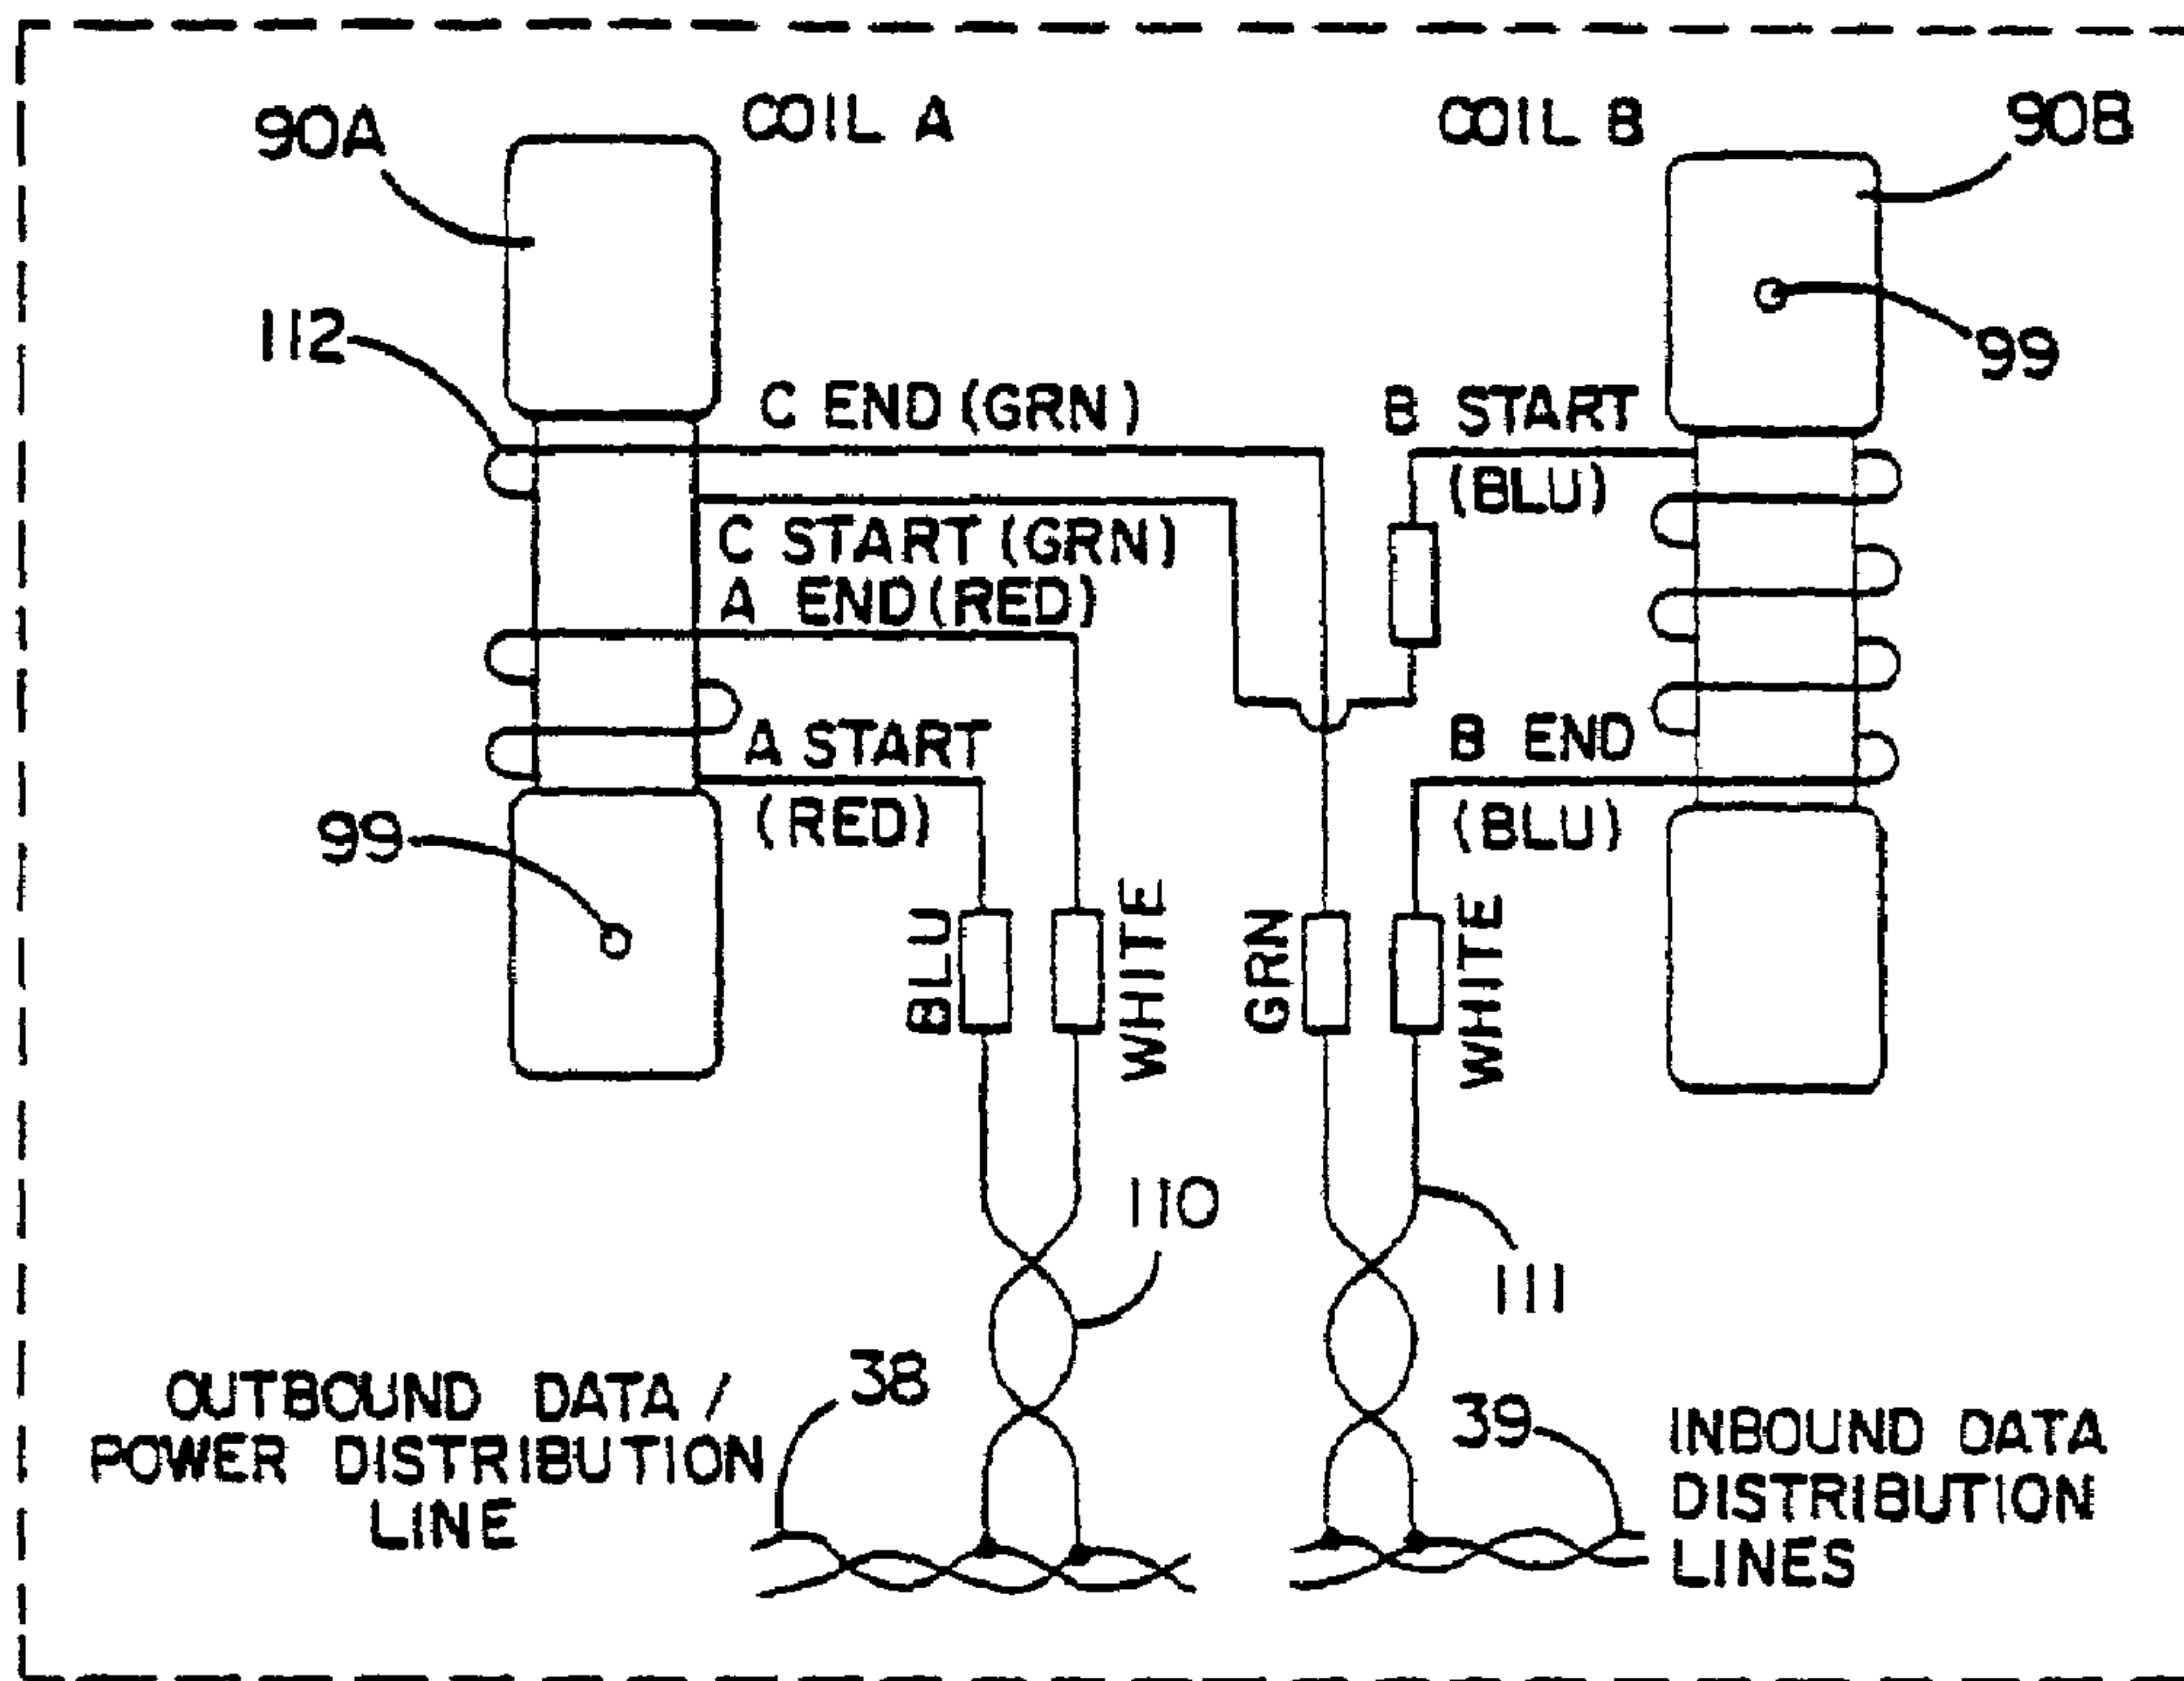 90A
COIL A
COIL B
90B
112
99
C END (GRN)
B START
(BLU)
C START (GRN)
A END (RED)
A START
(RED)
B END
(BLU)
99
BLU
WHITE
GRN
WHITE
110
111
OUTBOUND DATA /
POWER DISTRIBUTION
LINE
38
39
INBOUND DATA
DISTRIBUTION
LINES